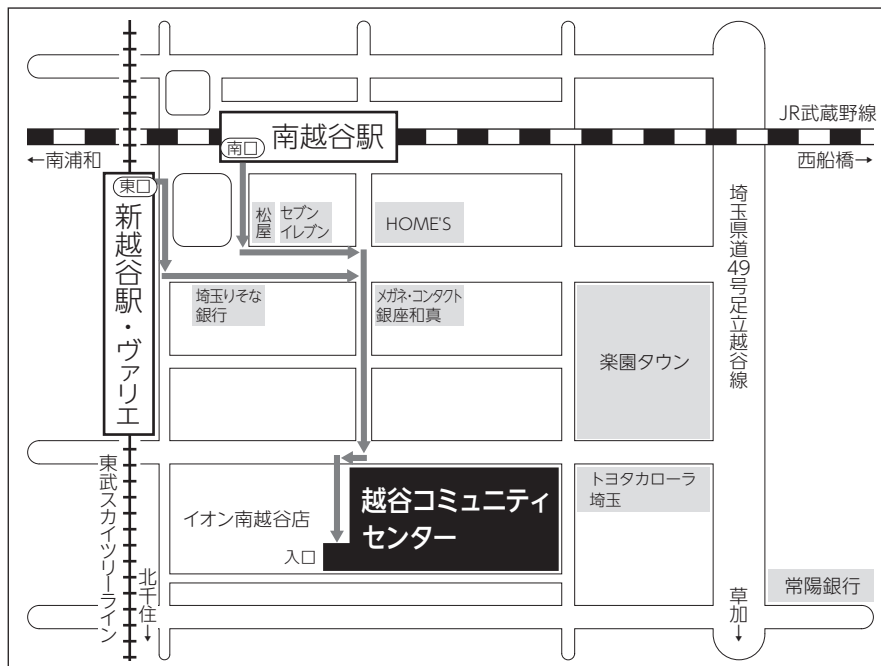 JR武蔵野線
南越谷駅
南口
←南浦和
西船橋→
東口
新越谷駅・ヴァリエ
松屋
セブン
イレブン
HOME'S
埼玉県道49号足立越谷線
埼玉りそな
銀行
メガネ・コンタクト
銀座和真
楽園タウン
東武スカイツリーライン
イオン南越谷店
越谷コミュニティ
センター
トヨタカローラ
埼玉
入口
北千住→
草加→
常陽銀行